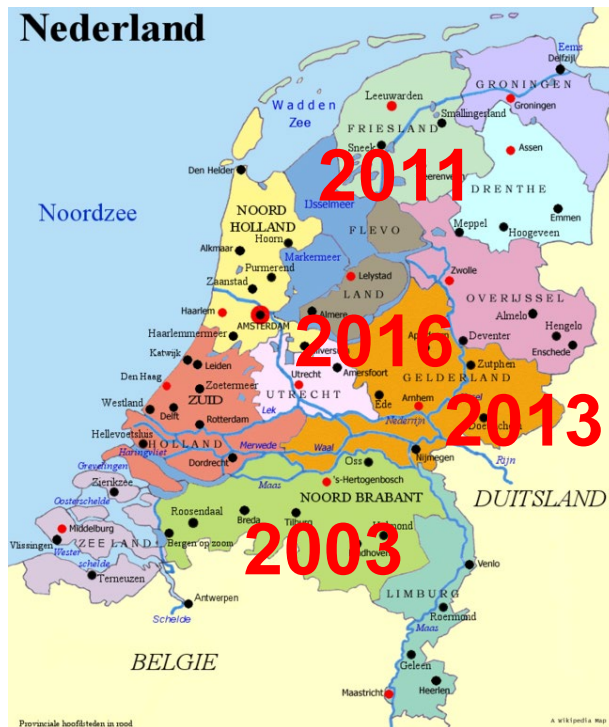 Nederland
Eems
Delfzijl
GRONINGEN
Wadden
Zee
Leeuwarden
Groningen
Smallingerland
FRIESLAND
Sneek
Assen
Den Helder
2011
DRENTHE
IJsselmeer
Emmen
Noordzee
NOORD
HOLLAND
Hoorn
FLEVO
Meppel
Hoogeveen
Alkmaar
Markermeer
Purmerend
Lelystad
Zwolle
Zaanstad
LAND
OVERIJSSEL
Haarlem
AMSTERDAM
Almere
Almelo
2016
Hengelo
Haarlemmermeer
Deventer
Enschede
Katwijk
Leiden
Utrecht
Amersfoort
Zutphen
Den Haag
Zoetermeer
UTRECHT
GELDERLAND
Westland
ZUID
Ede
Arnhem
2013
Delft
Rotterdam
Lek
Nederrijn
Hellevoetsluis
HOLLAND
Merwede
Waal
Haringvliet
Dordrecht
Nijmegen
Rijn
Grevelingen
Oss
Zienkzee
Maas
's-Hertogenbosch
DUITSLAND
Oosterschelde
NOORD BRABANT
Roosendaal
Breda
Tilburg
Middelburg
2003
Vlissingen
ZEELAND
Bergen op zoom
Wester
schelde
Venlo
Terneuzen
Antwerpen
LIMBURG
Roermond
Schelde
Maas
BELGIE
Geleen
Heerlen
Maastricht
Provinciale hoofdsteden in rood
A Wikipedia Map